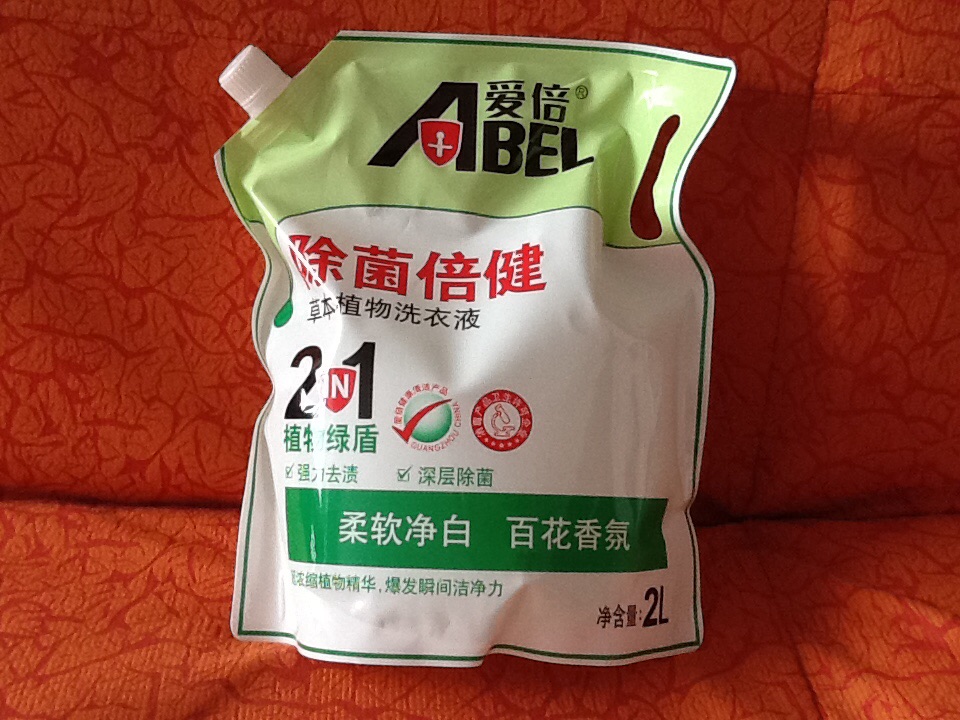 爱倍®
ABEL
除菌倍健
草本植物洗衣液
2IN1
植物绿盾
强力去渍 深层除菌
柔软净白 百花香氛
浓缩植物精华,爆发瞬间洁净力
净含量:2L